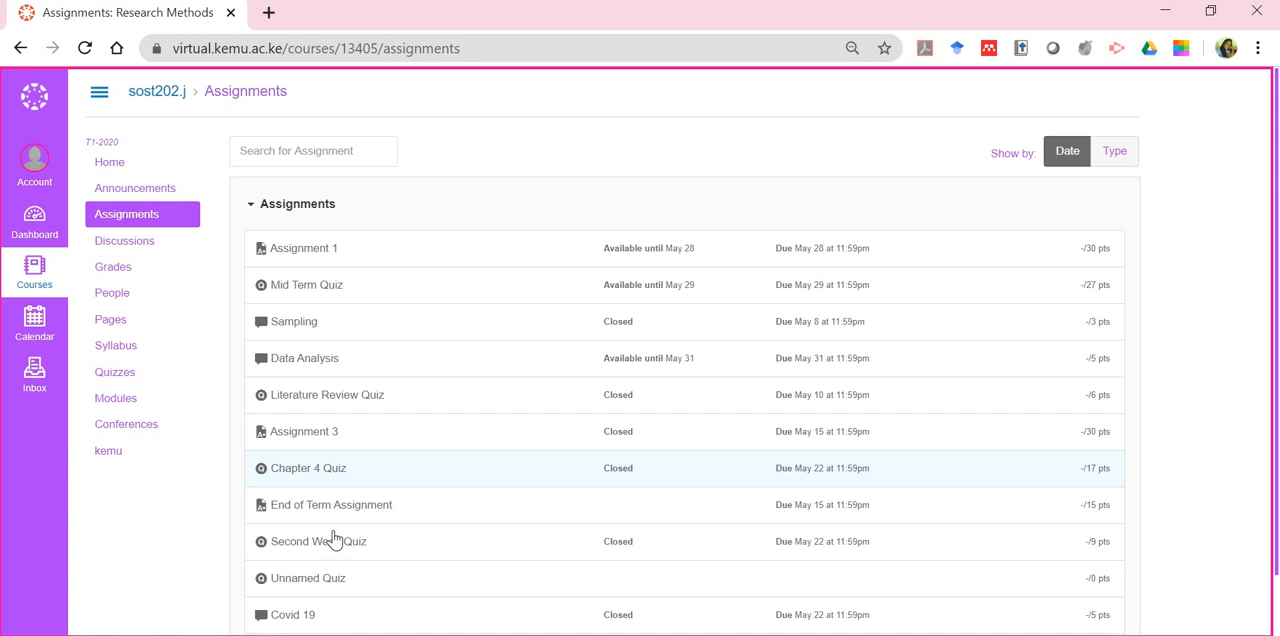 Assignments: Research Methods
virtual.kemu.ac.ke/courses/13405/assignments
sost202.j › Assignments
Account
Dashboard
Courses
Calendar
Inbox
T1-2020
Home
Announcements
Assignments
Discussions
Grades
People
Pages
Syllabus
Quizzes
Modules
Conferences
kemu
Search for Assignment
Show by: Date Type
Assignments
Assignment 1 Available until May 28 Due May 28 at 11:59pm -/30 pts
Mid Term Quiz Available until May 29 Due May 29 at 11:59pm -/27 pts
Sampling Closed Due May 8 at 11:59pm -/3 pts
Data Analysis Available until May 31 Due May 31 at 11:59pm -/5 pts
Literature Review Quiz Closed Due May 10 at 11:59pm -/6 pts
Assignment 3 Closed Due May 15 at 11:59pm -/30 pts
Chapter 4 Quiz Closed Due May 22 at 11:59pm -/17 pts
End of Term Assignment Due May 15 at 11:59pm -/15 pts
Second Quiz Closed Due May 22 at 11:59pm -/9 pts
Unnamed Quiz -/0 pts
Covid 19 Closed Due May 22 at 11:59pm -/5 pts